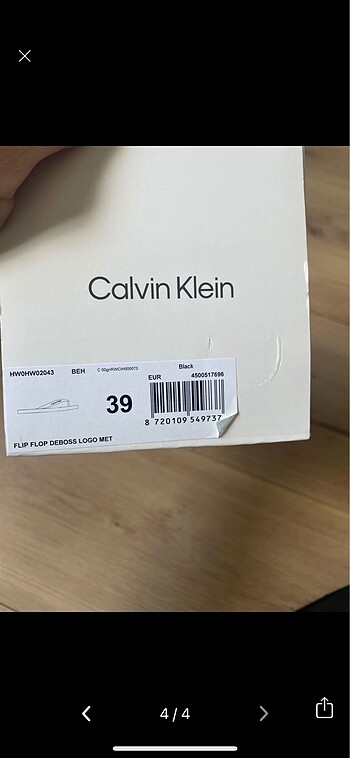 Calvin Klein
HW0HW02043 BEH Black
EUR 4500517696
39
8 720109 549737
FLIP FLOP DEBOSS LOGO MET
4 / 4